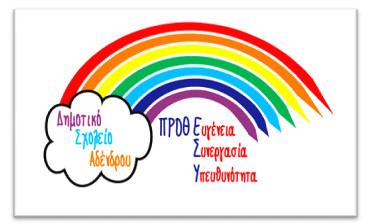 Δημοτικό
Σχολείο
Αδένδρου
ΠΡΟΘ Ευγένεια
Συνεργασία
Υπευθυνότητα